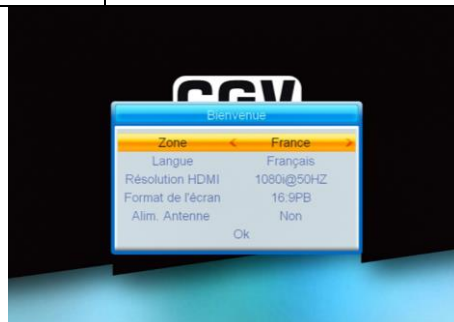 CGV
Bienvenue
Zone < France >
Langue Français
Résolution HDMI 1080i@50HZ
Format de l'écran 16:9PB
Alim. Antenne Non
Ok